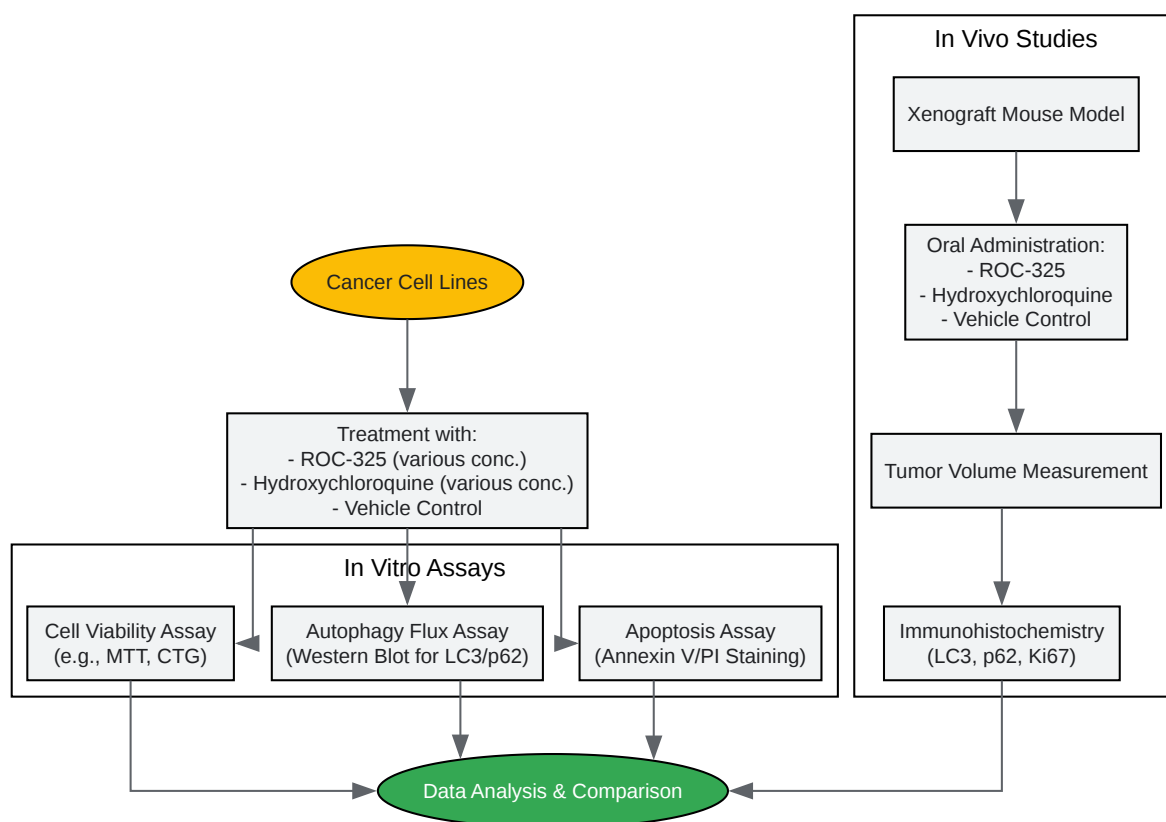 In Vivo Studies
Xenograft Mouse Model
Oral Administration:
- ROC-325
- Hydroxychloroquine
- Vehicle Control
Tumor Volume Measurement
Immunohistochemistry
(LC3, p62, Ki67)
Cancer Cell Lines
Treatment with:
- ROC-325 (various conc.)
- Hydroxychloroquine (various conc.)
- Vehicle Control
In Vitro Assays
Cell Viability Assay
(e.g., MTT, CTG)
Autophagy Flux Assay
(Western Blot for LC3/p62)
Apoptosis Assay
(Annexin V/PI Staining)
Data Analysis & Comparison